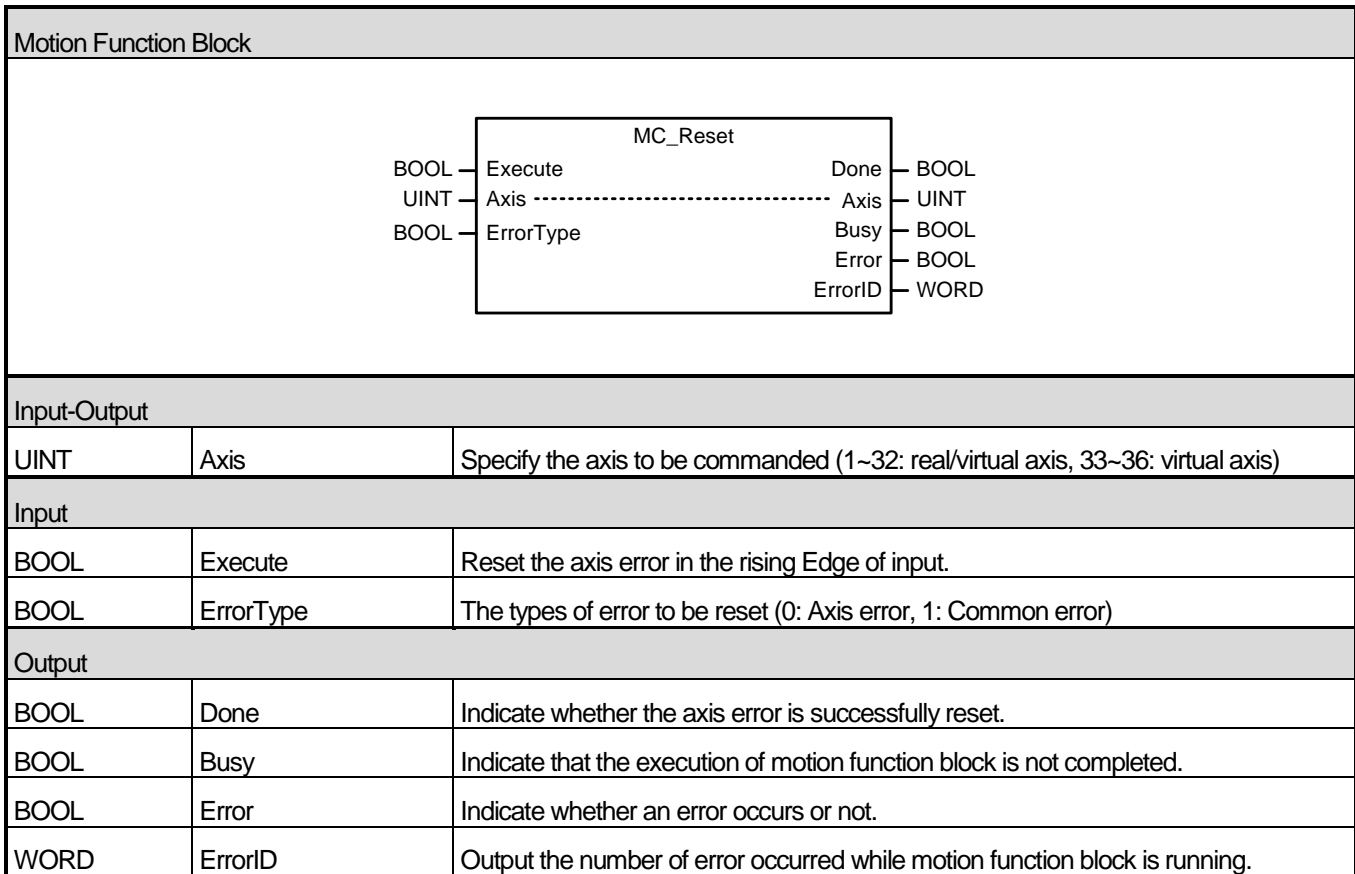 Motion Function Block
MC_Reset
BOOL Execute Done BOOL
UINT Axis Axis UINT
BOOL ErrorType Busy BOOL
Error BOOL
ErrorID WORD
Input-Output
UINT Axis Specify the axis to be commanded (1~32: real/virtual axis, 33~36: virtual axis)
Input
BOOL Execute Reset the axis error in the rising Edge of input.
BOOL ErrorType The types of error to be reset (0: Axis error, 1: Common error)
Output
BOOL Done Indicate whether the axis error is successfully reset.
BOOL Busy Indicate that the execution of motion function block is not completed.
BOOL Error Indicate whether an error occurs or not.
WORD ErrorID Output the number of error occurred while motion function block is running.